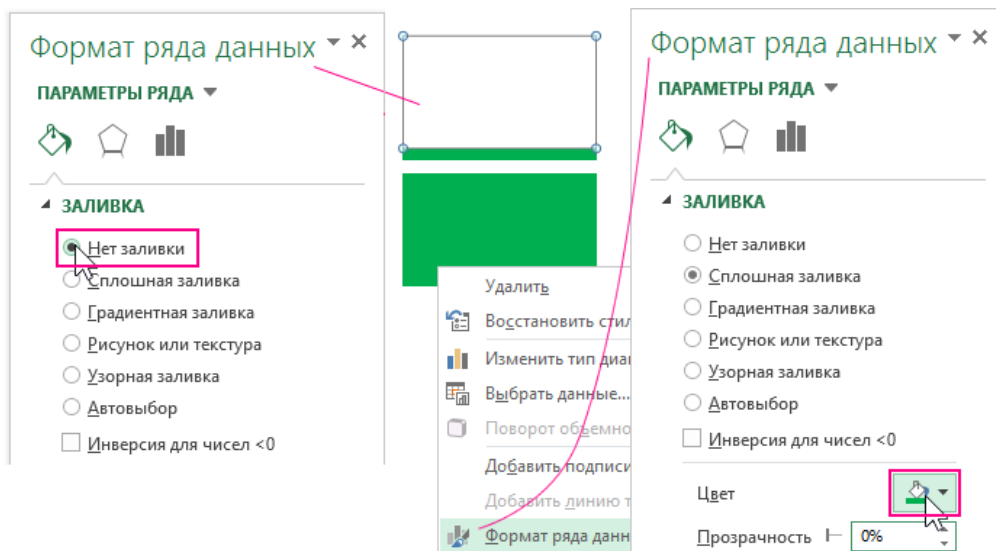 Формат ряда данных
ПАРАМЕТРЫ РЯДА
ЗАЛИВКА
Нет заливки
Сплошная заливка
Градиентная заливка
Рисунок или текстура
Узорная заливка
Автовыбор
Инверсия для чисел <0
Удалить
Восстановить стил
Изменить тип диаг
Выбрать данные...
Поворот объемно
Добавить подписи
Добавить линию т
Формат ряда данн
Формат ряда данных
ПАРАМЕТРЫ РЯДА
ЗАЛИВКА
Нет заливки
Сплошная заливка
Градиентная заливка
Рисунок или текстура
Узорная заливка
Автовыбор
Инверсия для чисел <0
Цвет
Прозрачность 0%